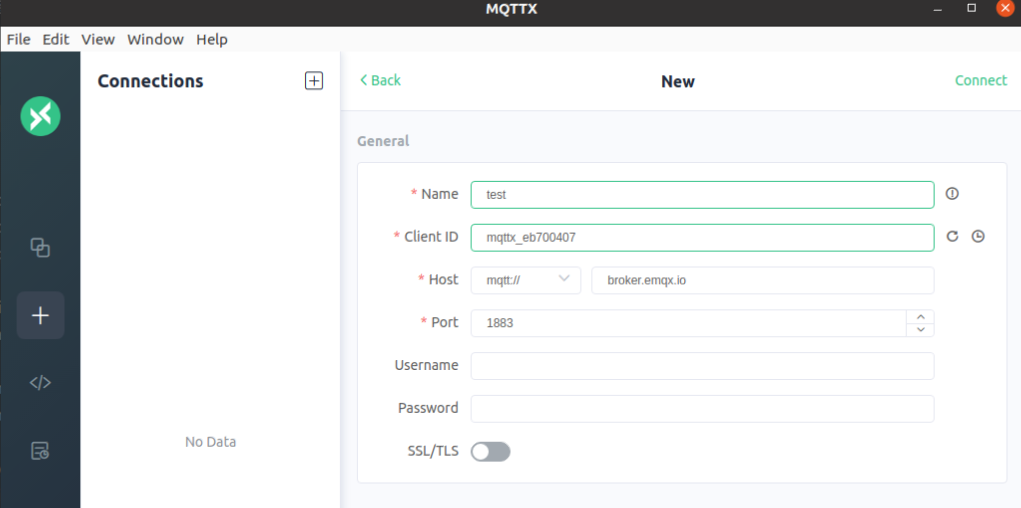 MQTTX
File Edit View Window Help
Connections
Back New Connect
General
* Name test
* Client ID mqttx_eb700407
* Host mqtt:// broker.emqx.io
* Port 1883
Username
Password
SSL/TLS
No Data